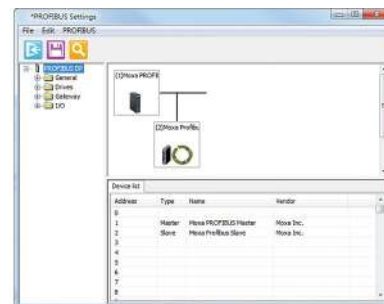 *PROFIBUS Settings
File Edit PROFIBUS
PROFIBUS DP
General
Drives
Gateway
I/O
(1)Moxa PROFI
(2)Moxa Profibu.
Device list
Address Type Name Vendor
0
1 Master Moxa PROFIBUS Master Moxa Inc.
2 Slave Moxa Profibus Slave Moxa Inc.
3
4
5
6
7
8